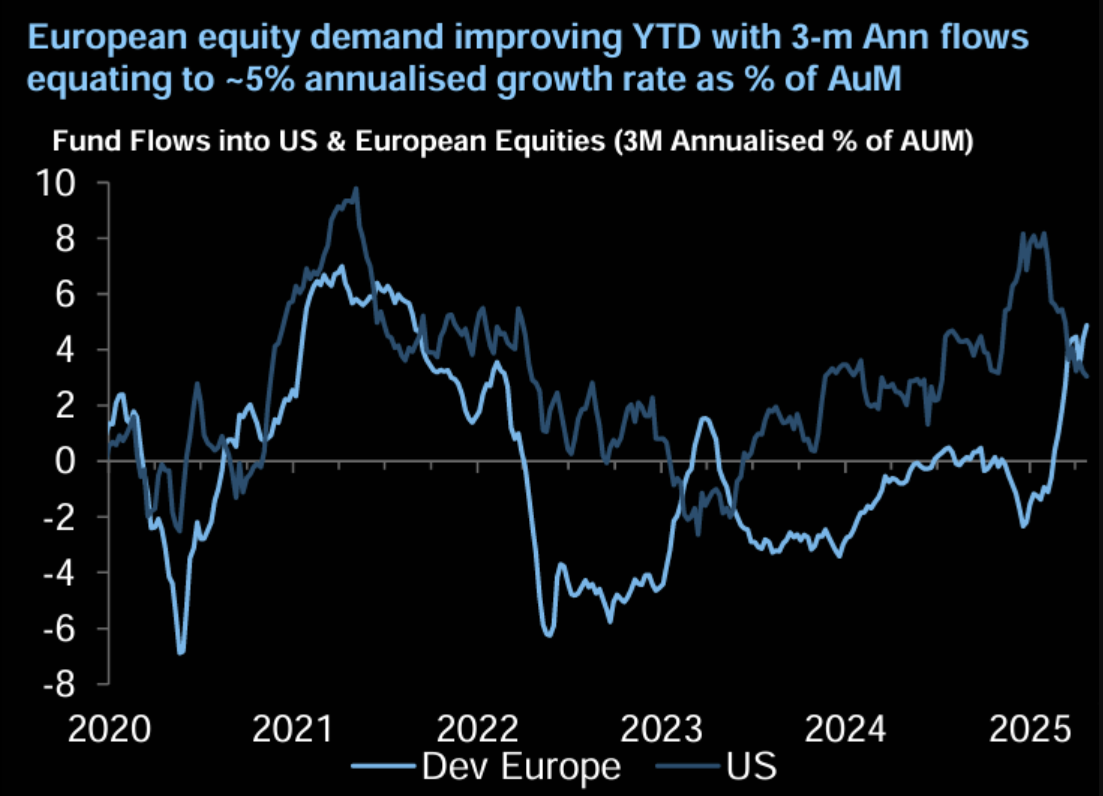 European equity demand improving YTD with 3-m Ann flows
equating to ~5% annualised growth rate as % of AuM
Fund Flows into US & European Equities (3M Annualised % of AUM)
10
8
6
4
2
0
-2
-4
-6
-8
2020 2021 2022 2023 2024 2025
Dev Europe US